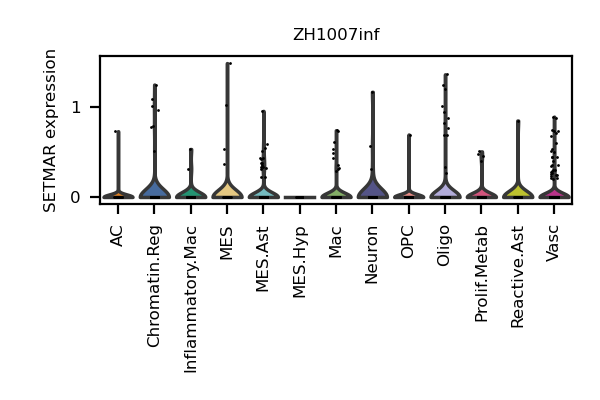 ZH1007inf
SETMAR expression
1
0
AC
Chromatin.Reg
Inflammatory.Mac
MES
MES.Ast
MES.Hyp
Mac
Neuron
OPC
Oligo
Prolif.Metab
Reactive.Ast
Vasc